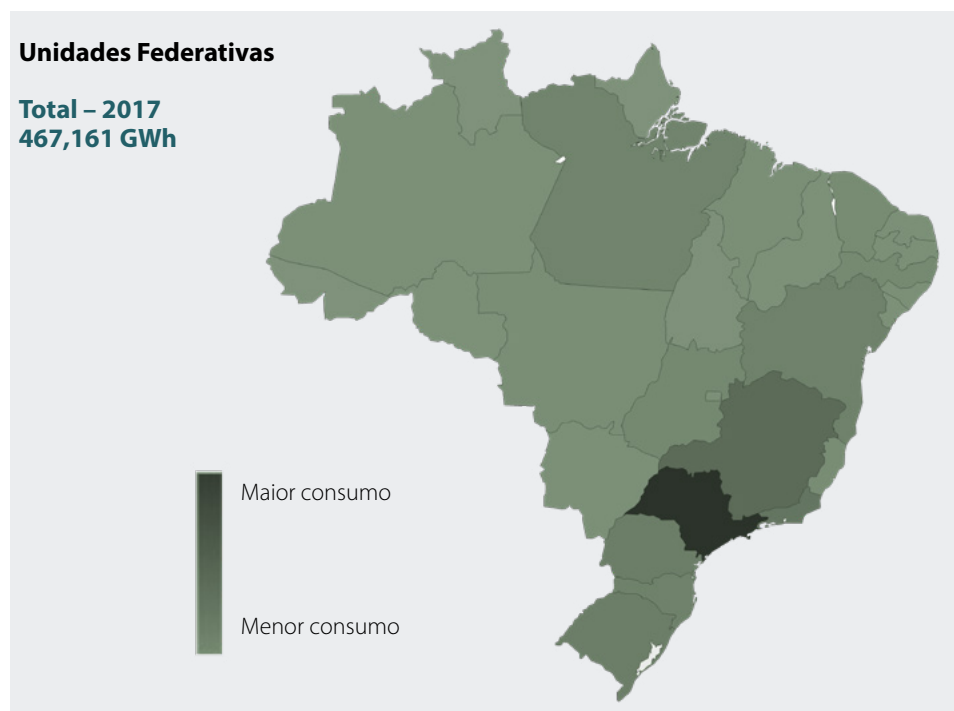 Unidades Federativas
Total – 2017
467,161 GWh
Maior consumo
Menor consumo